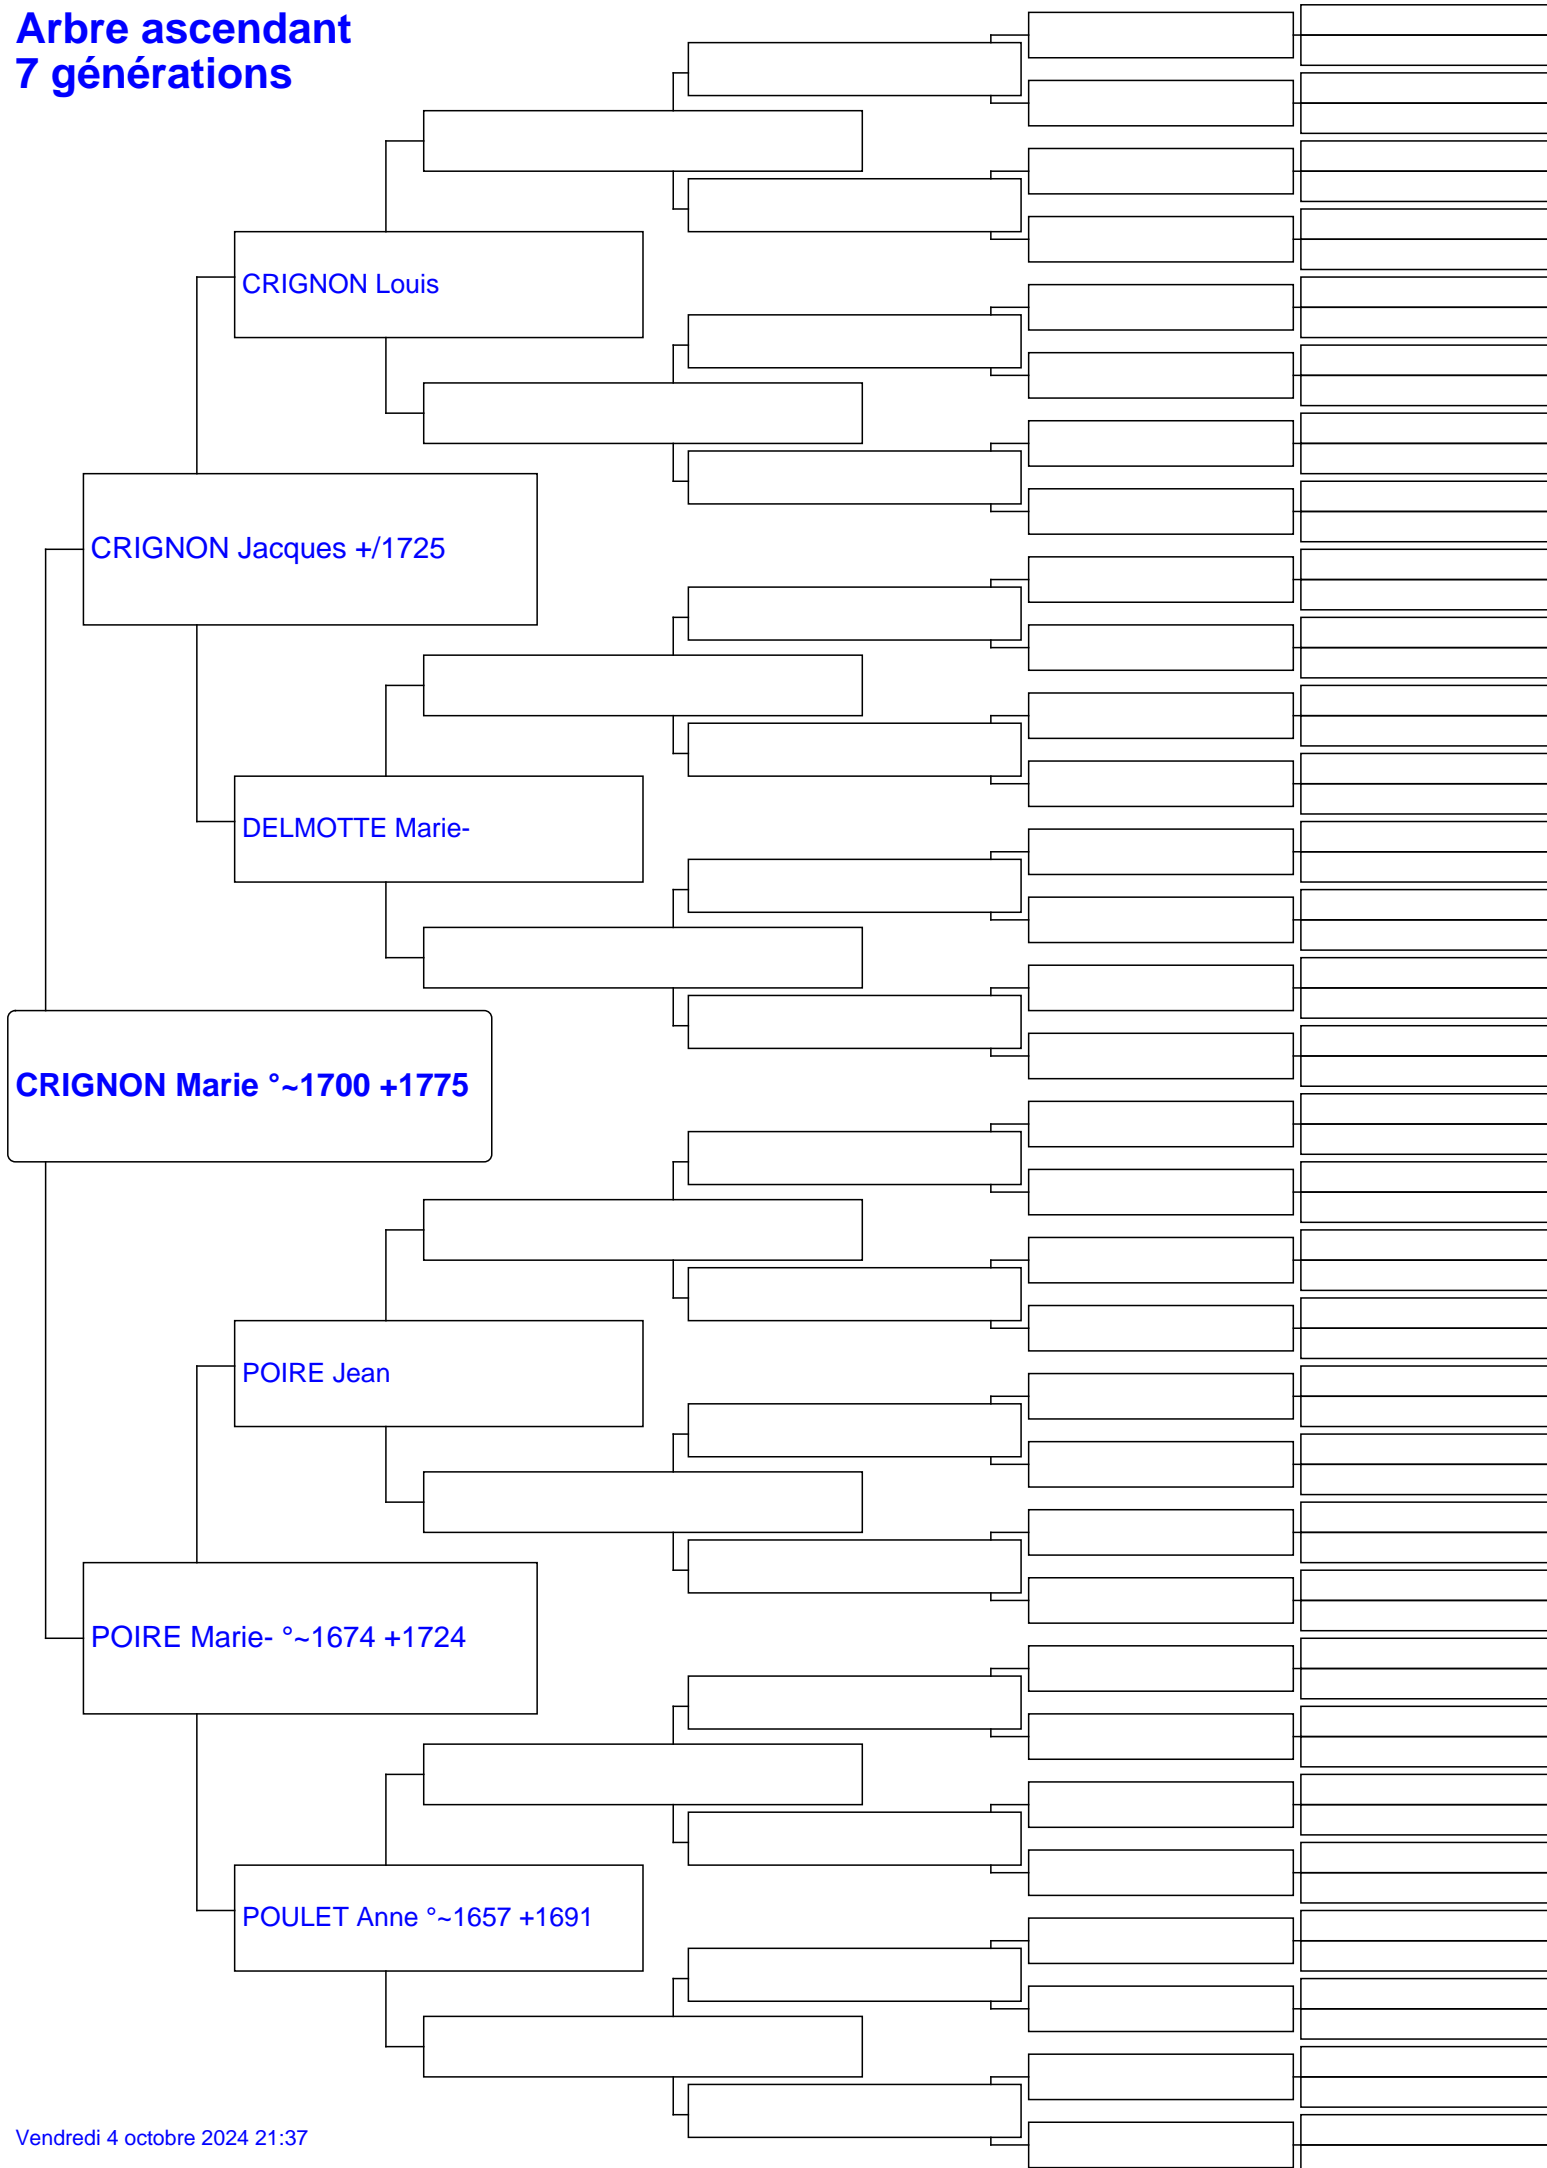 Arbre ascendant
7 générations
CRIGNON Louis
CRIGNON Jacques +/1725
DELMOTTE Marie-
CRIGNON Marie °~1700 +1775
POIRE Jean
POIRE Marie- °~1674 +1724
POULET Anne °~1657 +1691
Vendredi 4 octobre 2024 21:37